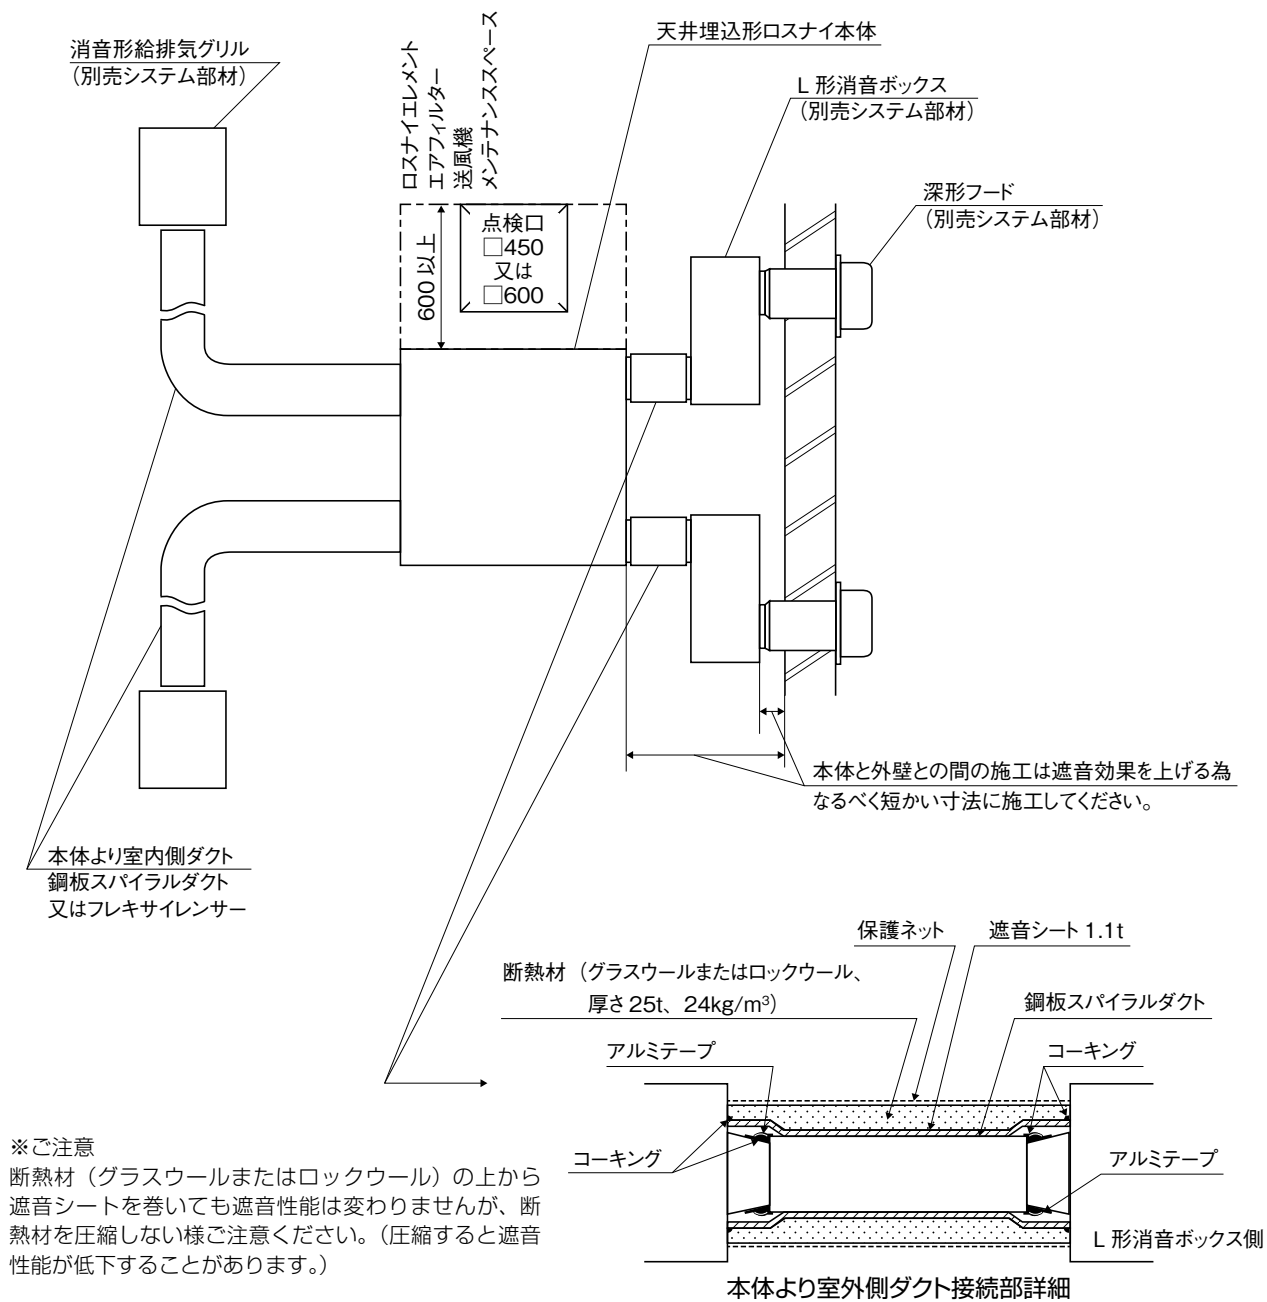 消音形給排気グリル
（別売システム部材）
ロスナイエレメント
エアフィルター
送風機
メンテナンススペース
天井埋込形ロスナイ本体
L 形消音ボックス
（別売システム部材）
深形フード
（別売システム部材）
600 以上
点検口
□450
又は
□600
本体と外壁との間の施工は遮音効果を上げる為
なるべく短かい寸法に施工してください。
本体より室内側ダクト
鋼板スパイラルダクト
又はフレキサイレンサー
保護ネット
遮音シート 1.1t
断熱材（グラスウールまたはロックウール、
厚さ 25t、24kg/m³）
鋼板スパイラルダクト
アルミテープ
コーキング
コーキング
アルミテープ
L 形消音ボックス側
本体より室外側ダクト接続部詳細
※ご注意
断熱材（グラスウールまたはロックウール）の上から
遮音シートを巻いても遮音性能は変わりませんが、断
熱材を圧縮しない様ご注意ください。（圧縮すると遮音
性能が低下することがあります。）